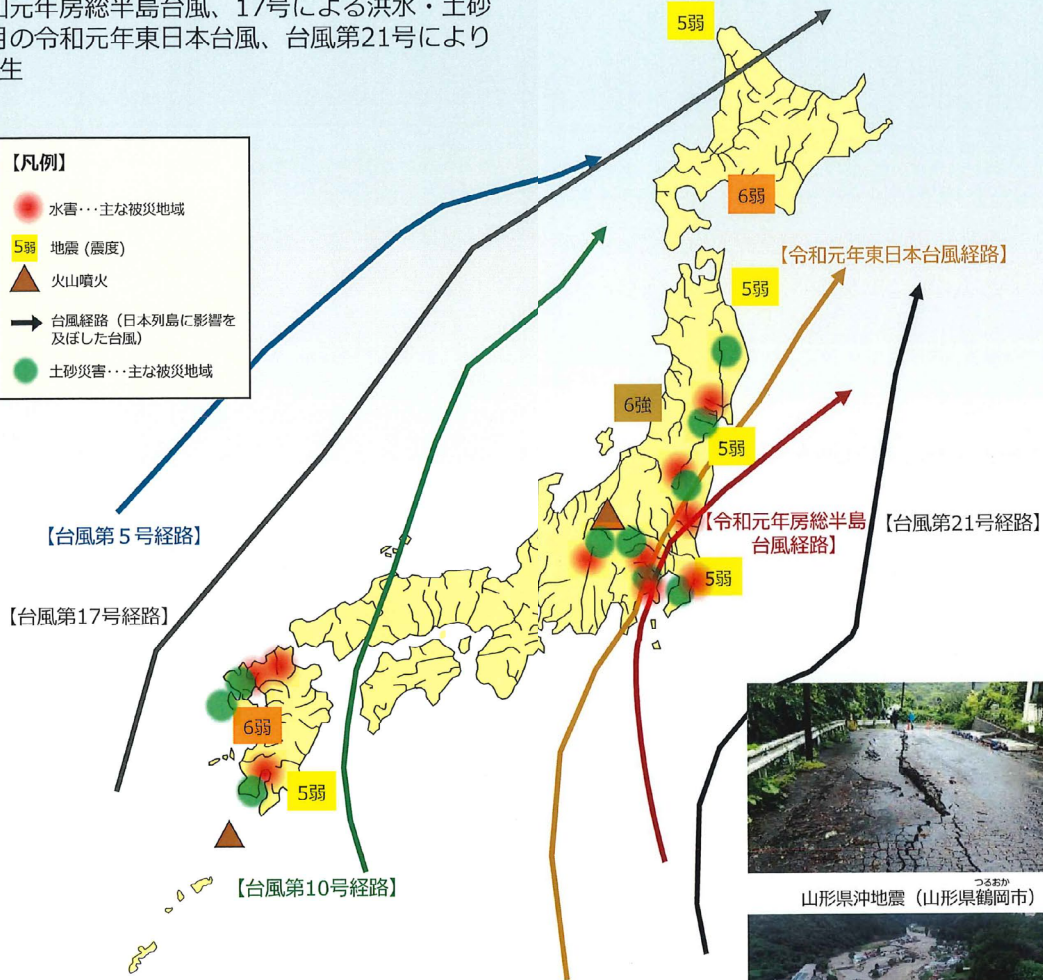 和元年房総半島台風、17号による洪水・土砂
月の令和元年東日本台風、台風第21号により
生
【凡例】
水害･･･主な被災地域
5弱 地震 (震度)
火山噴火
台風経路（日本列島に影響を
及ぼした台風）
土砂災害･･･主な被災地域
5弱
6弱
【令和元年東日本台風経路】
5弱
6強
5弱
【台風第５号経路】
【令和元年房総半島
台風経路】
【台風第21号経路】
5弱
【台風第17号経路】
6弱
5弱
【台風第10号経路】
つるおか
山形県沖地震（山形県鶴岡市）